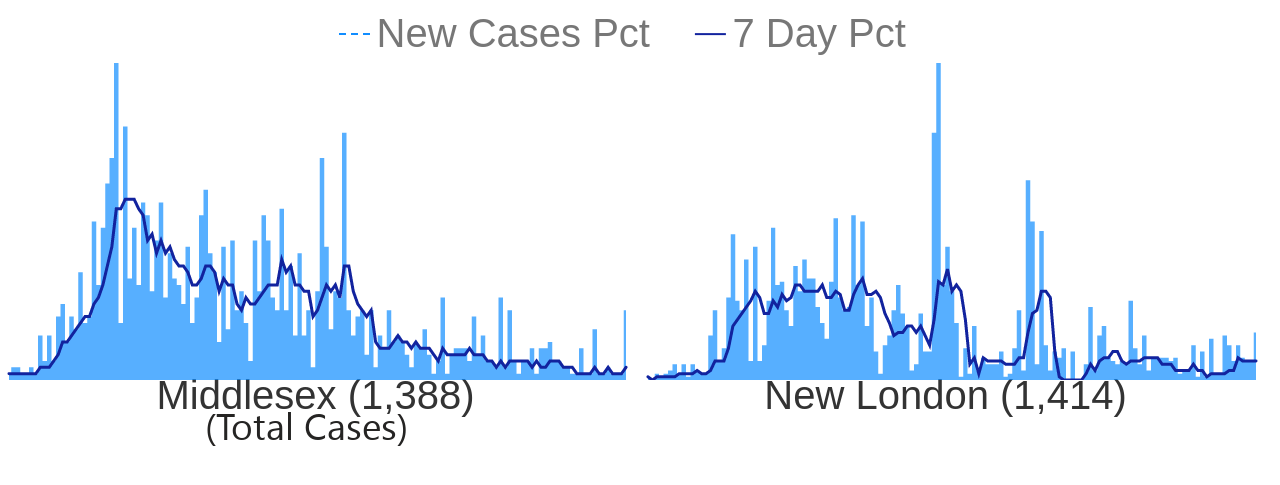 New Cases Pct 7 Day Pct
Middlesex (1,388)
(Total Cases)
New London (1,414)